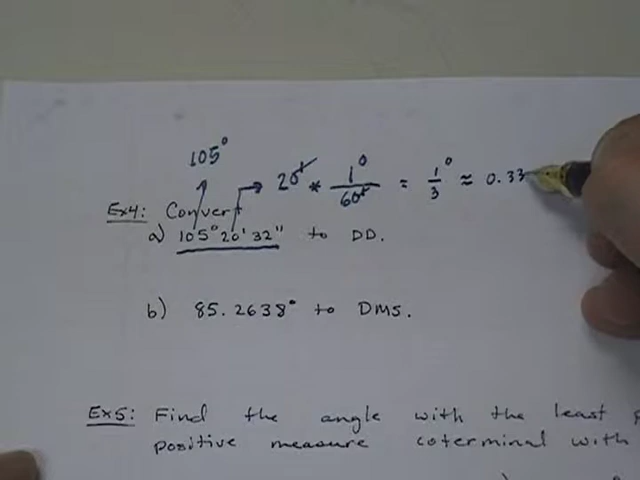 105°
20' * 1°/60' = 1/3° ≈ 0.33
Ex4: Convert
a) 105°20'32" to DD.
b) 85.2638° to DMS.
Ex5: Find the angle with the least
positive measure coterminal with